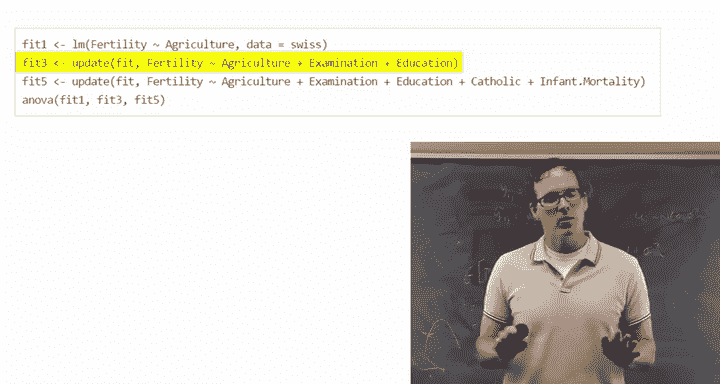 fit1 <- lm(Fertility ~ Agriculture, data = swiss)
fit3 <- update(fit, Fertility ~ Agriculture + Examination + Education)
fit5 <- update(fit, Fertility ~ Agriculture + Examination + Education + Catholic + Infant.Mortality)
anova(fit1, fit3, fit5)